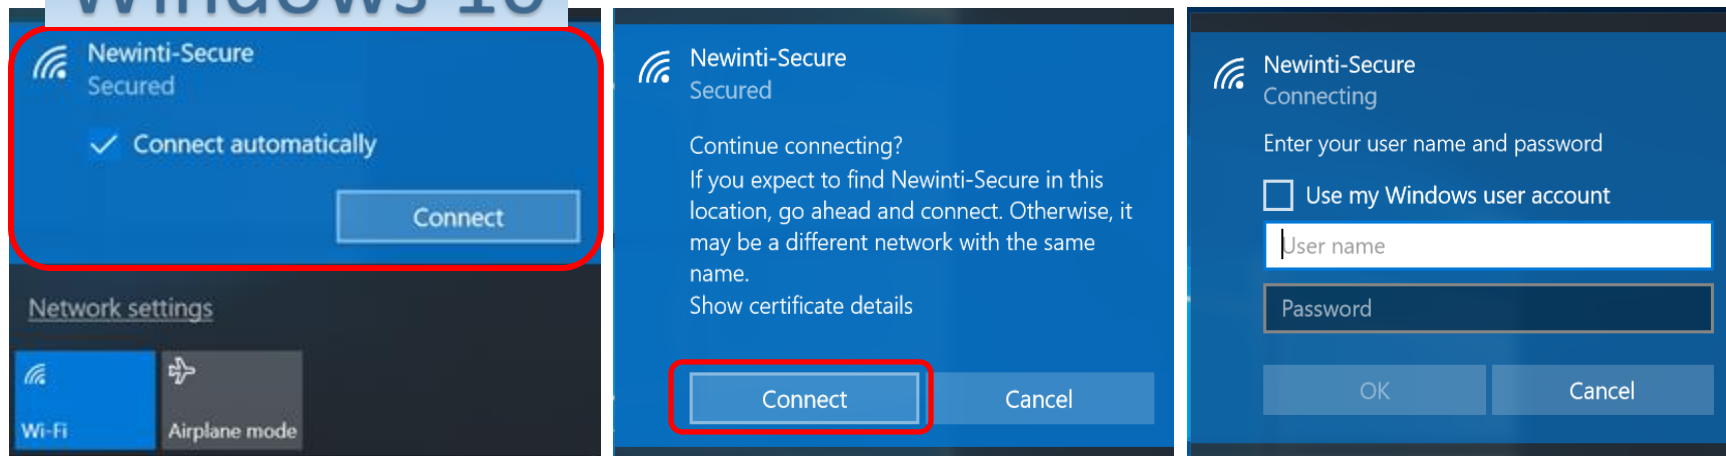 Windows 10
Newinti-Secure
Secured
Connect automatically
Connect
Network settings
Wi-Fi
Airplane mode
Newinti-Secure
Secured
Continue connecting?
If you expect to find Newinti-Secure in this
location, go ahead and connect. Otherwise, it
may be a different network with the same
name.
Show certificate details
Connect
Cancel
Newinti-Secure
Connecting
Enter your user name and password
Use my Windows user account
User name
Password
OK
Cancel